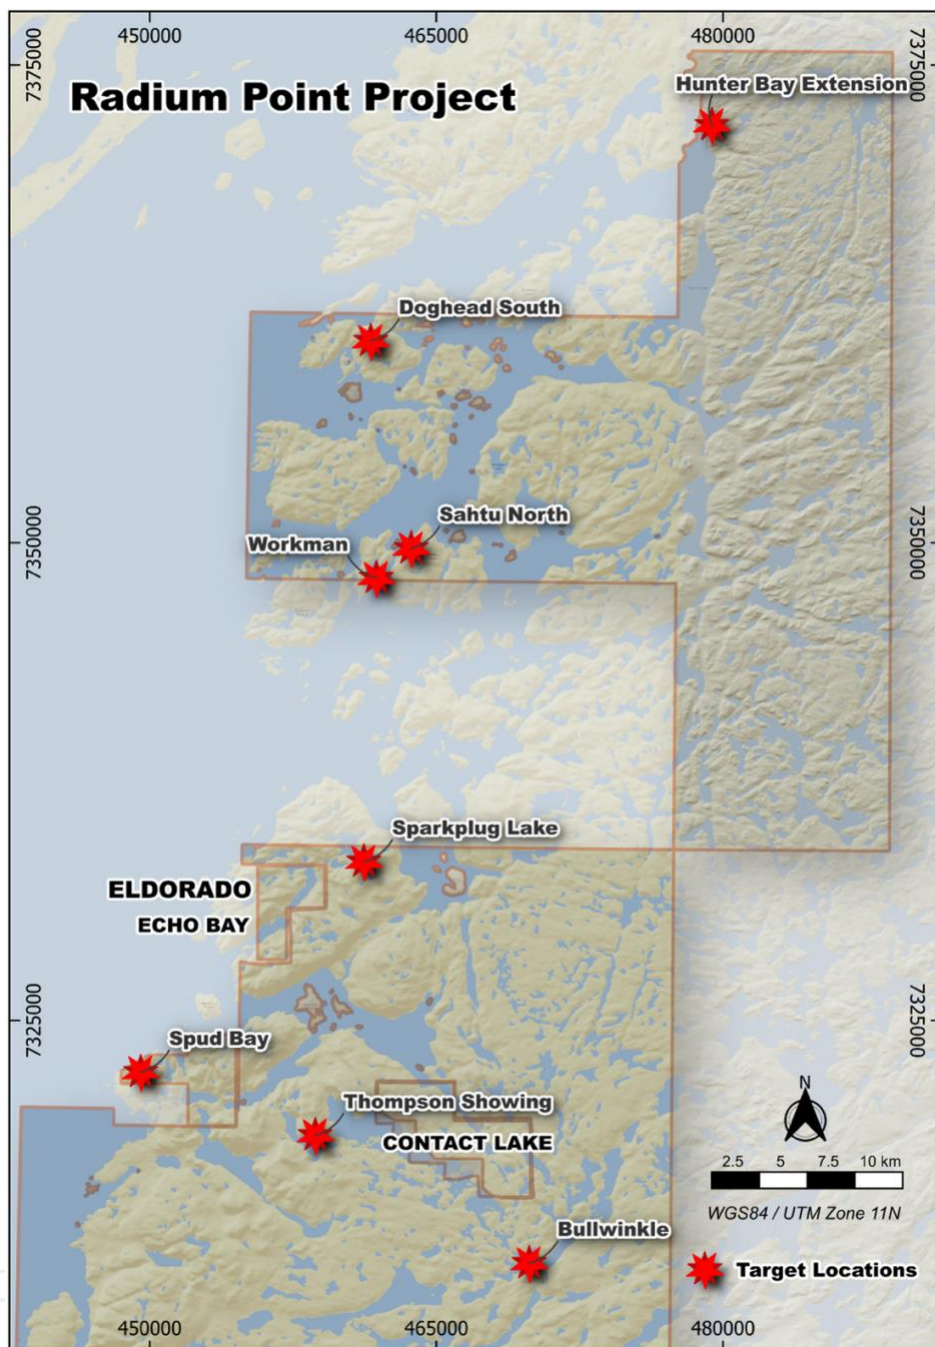 450000
465000
480000
7375000
7375000
Radium Point Project
Hunter Bay Extension
Doghead South
Sahtu North
Workman
7350000
7350000
Sparkplug Lake
ELDORADO
ECHO BAY
7325000
7325000
Spud Bay
Thompson Showing
CONTACT LAKE
N
2.5 5 7.5 10 km
WGS84 / UTM Zone 11N
Bullwinkle
Target Locations
450000
465000
480000